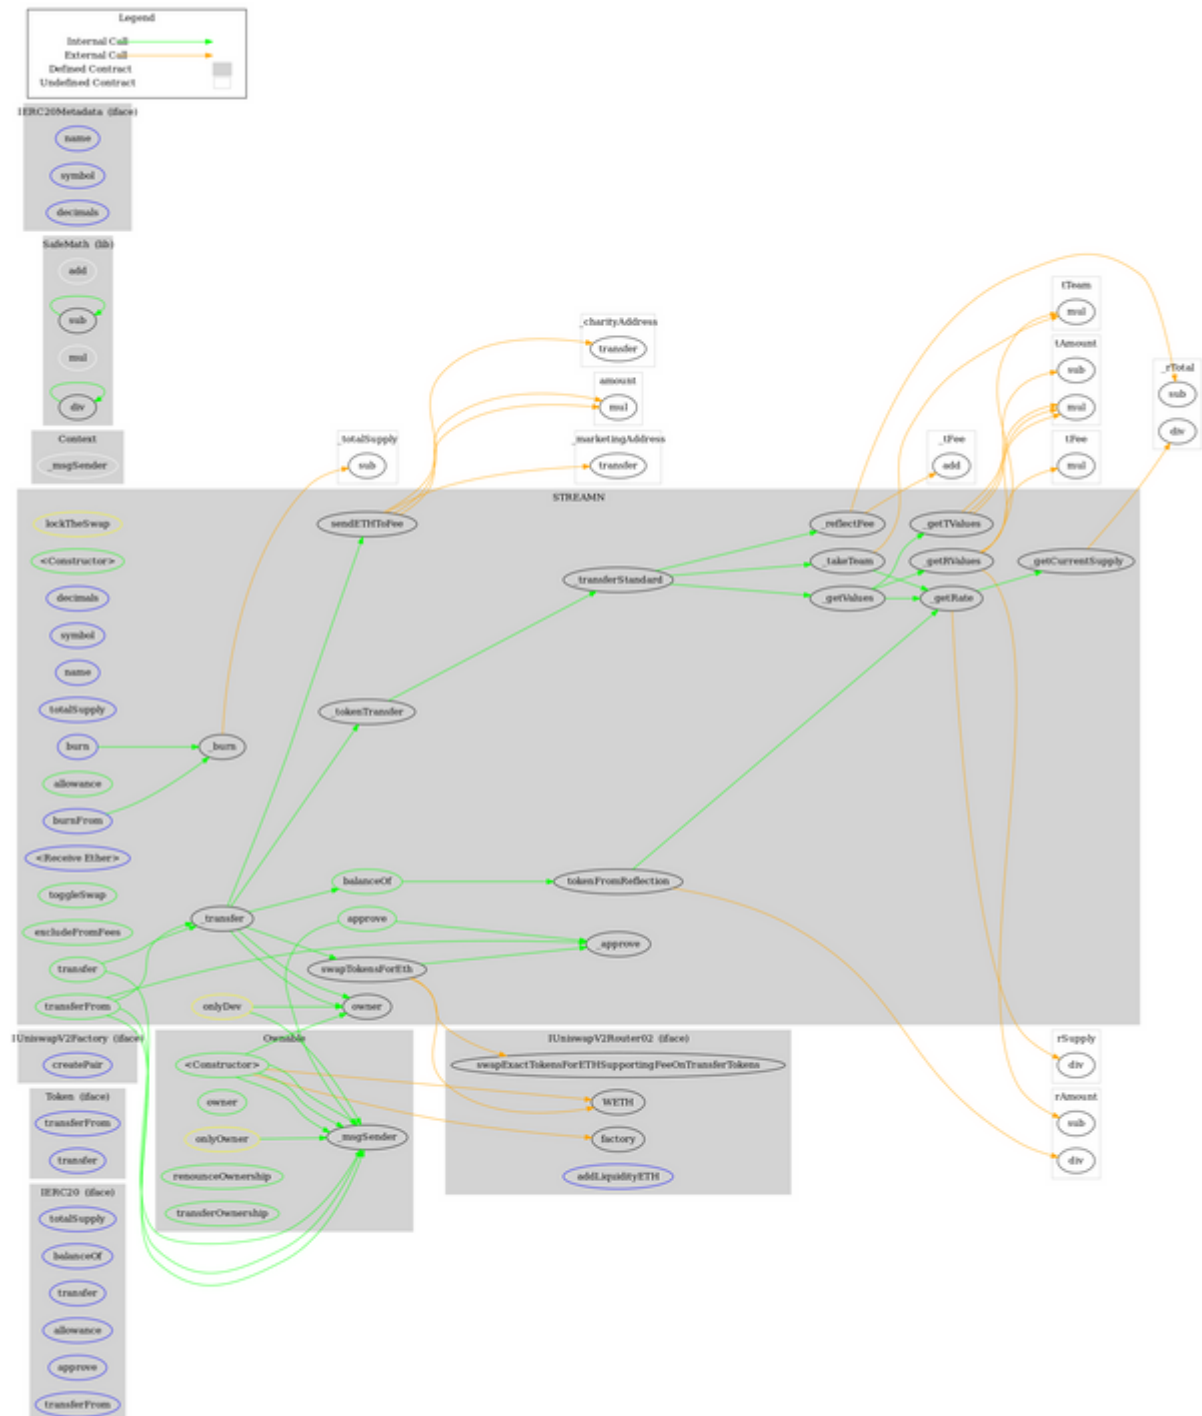 Legend
Internal Call
External Call
Defined Contract
Undefined Contract
IERC20Metadata (iface)
name
symbol
decimals
SafeMath (lib)
add
sub
mul
div
Context
_msgSender
_totalSupply
sub
_charityAddress
transfer
amount
mul
_marketingAddress
transfer
_tFee
add
tTeam
mul
tAmount
sub
mul
tFee
mul
_rTotal
sub
div
STREAMN
lockTheSwap
<Constructor>
decimals
symbol
name
totalSupply
burn
allowance
burnFrom
<Receive Ether>
toggleSwap
excludeFromFees
transfer
transferFrom
_burn
_transfer
onlyDev
sendETHToFee
_tokenTransfer
balanceOf
approve
swapTokensForEth
owner
_transferStandard
tokenFromReflection
_approve
_reflectFee
_takeTeam
_getValues
_getTValues
_getRValues
_getRate
_getCurrentSupply
IUniswapV2Factory (iface)
createPair
Token (iface)
transferFrom
transfer
IERC20 (iface)
totalSupply
balanceOf
transfer
allowance
approve
transferFrom
Ownable
<Constructor>
owner
onlyOwner
renounceOwnership
transferOwnership
_msgSender
IUniswapV2Router02 (iface)
swapExactTokensForETHSupportingFeeOnTransferTokens
WETH
factory
addLiquidityETH
rSupply
div
rAmount
sub
div